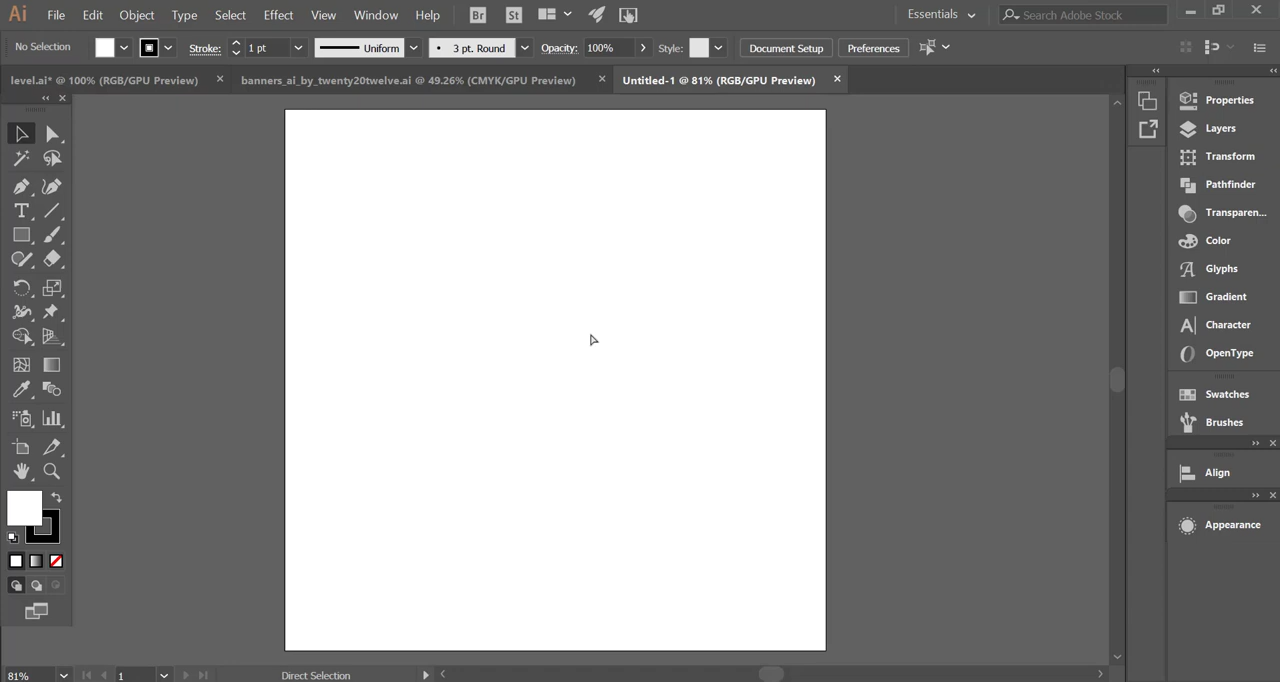 Ai File Edit Object Type Select Effect View Window Help Br St Essentials Search Adobe Stock
No Selection Stroke: 1 pt Uniform 3 pt. Round Opacity: 100% Style: Document Setup Preferences
level.ai* @ 100% (RGB/GPU Preview) banners_ai_by_twenty20twelve.ai @ 49.26% (CMYK/GPU Preview) Untitled-1 @ 81% (RGB/GPU Preview)
Properties
Layers
Transform
Pathfinder
Transparen...
Color
Glyphs
Gradient
Character
OpenType
Swatches
Brushes
Align
Appearance
81% 1 Direct Selection